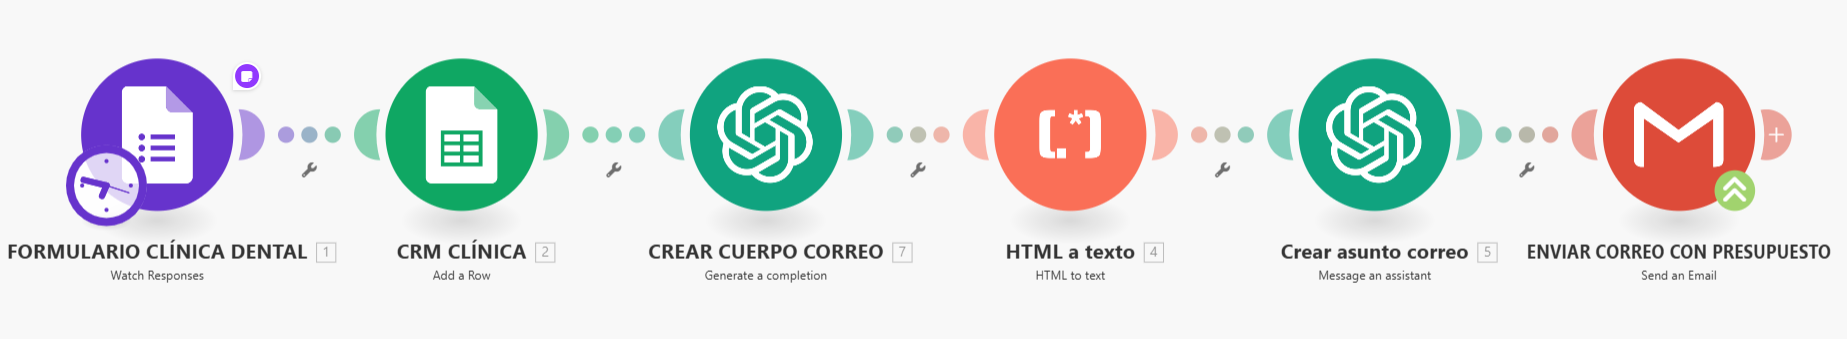 FORMULARIO CLÍNICA DENTAL 1
Watch Responses
CRM CLÍNICA 2
Add a Row
CREAR CUERPO CORREO 7
Generate a completion
[.*]
HTML a texto 4
HTML to text
Crear asunto correo 5
Message an assistant
ENVIAR CORREO CON PRESUPUESTO
Send an Email